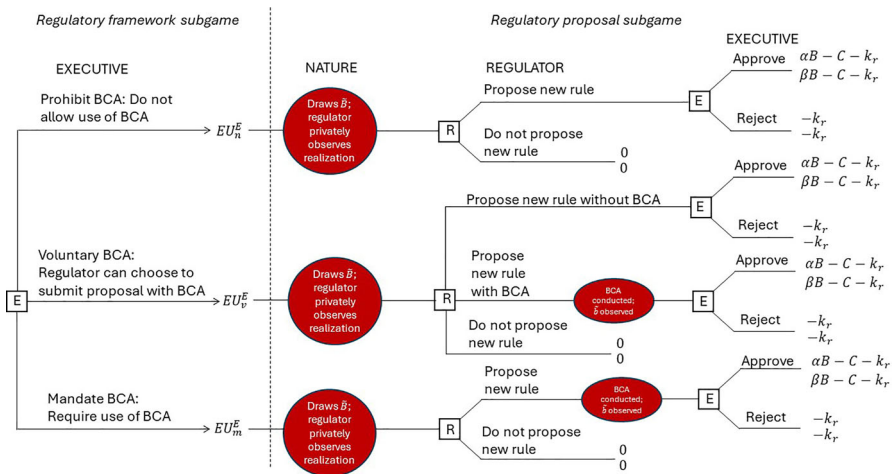 Regulatory framework subgame
Regulatory proposal subgame
EXECUTIVE
NATURE
REGULATOR
EXECUTIVE
Prohibit BCA: Do not
allow use of BCA
EU_n^E
Draws B̃;
regulator
privately
observes
realization
R
Propose new rule
Do not propose
new rule
0
0
E
Approve
αB − C − k_r
βB − C − k_r
Reject
−k_r
−k_r
E
Voluntary BCA:
Regulator can choose to
submit proposal with BCA
EU_v^E
Draws B̃;
regulator
privately
observes
realization
R
Propose new rule without BCA
E
Approve
αB − C − k_r
βB − C − k_r
Reject
−k_r
−k_r
Propose
new rule
with BCA
BCA
conducted;
b̃ observed
E
Approve
αB − C − k_r
βB − C − k_r
Reject
−k_r
−k_r
Do not propose
new rule
0
0
Mandate BCA:
Require use of BCA
EU_m^E
Draws B̃;
regulator
privately
observes
realization
R
Propose
new rule
BCA
conducted;
b̃ observed
E
Approve
αB − C − k_r
βB − C − k_r
Reject
−k_r
−k_r
Do not propose
new rule
0
0